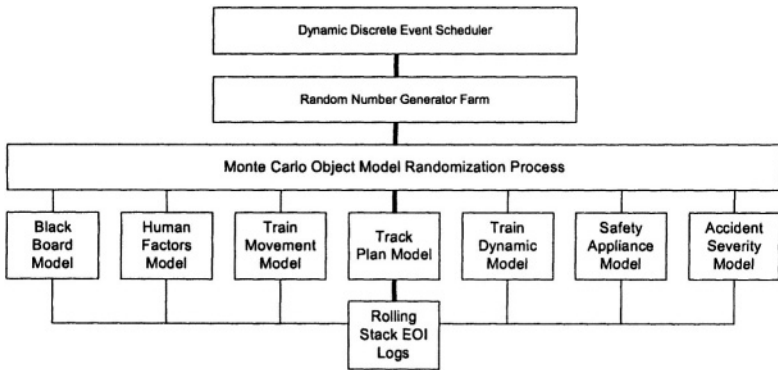 Dynamic Discrete Event Scheduler
Random Number Generator Farm
Monte Carlo Object Model Randomization Process
Black
Board
Model
Human
Factors
Model
Train
Movement
Model
Track
Plan Model
Train
Dynamic
Model
Safety
Appliance
Model
Accident
Severity
Model
Rolling
Stack EOI
Logs